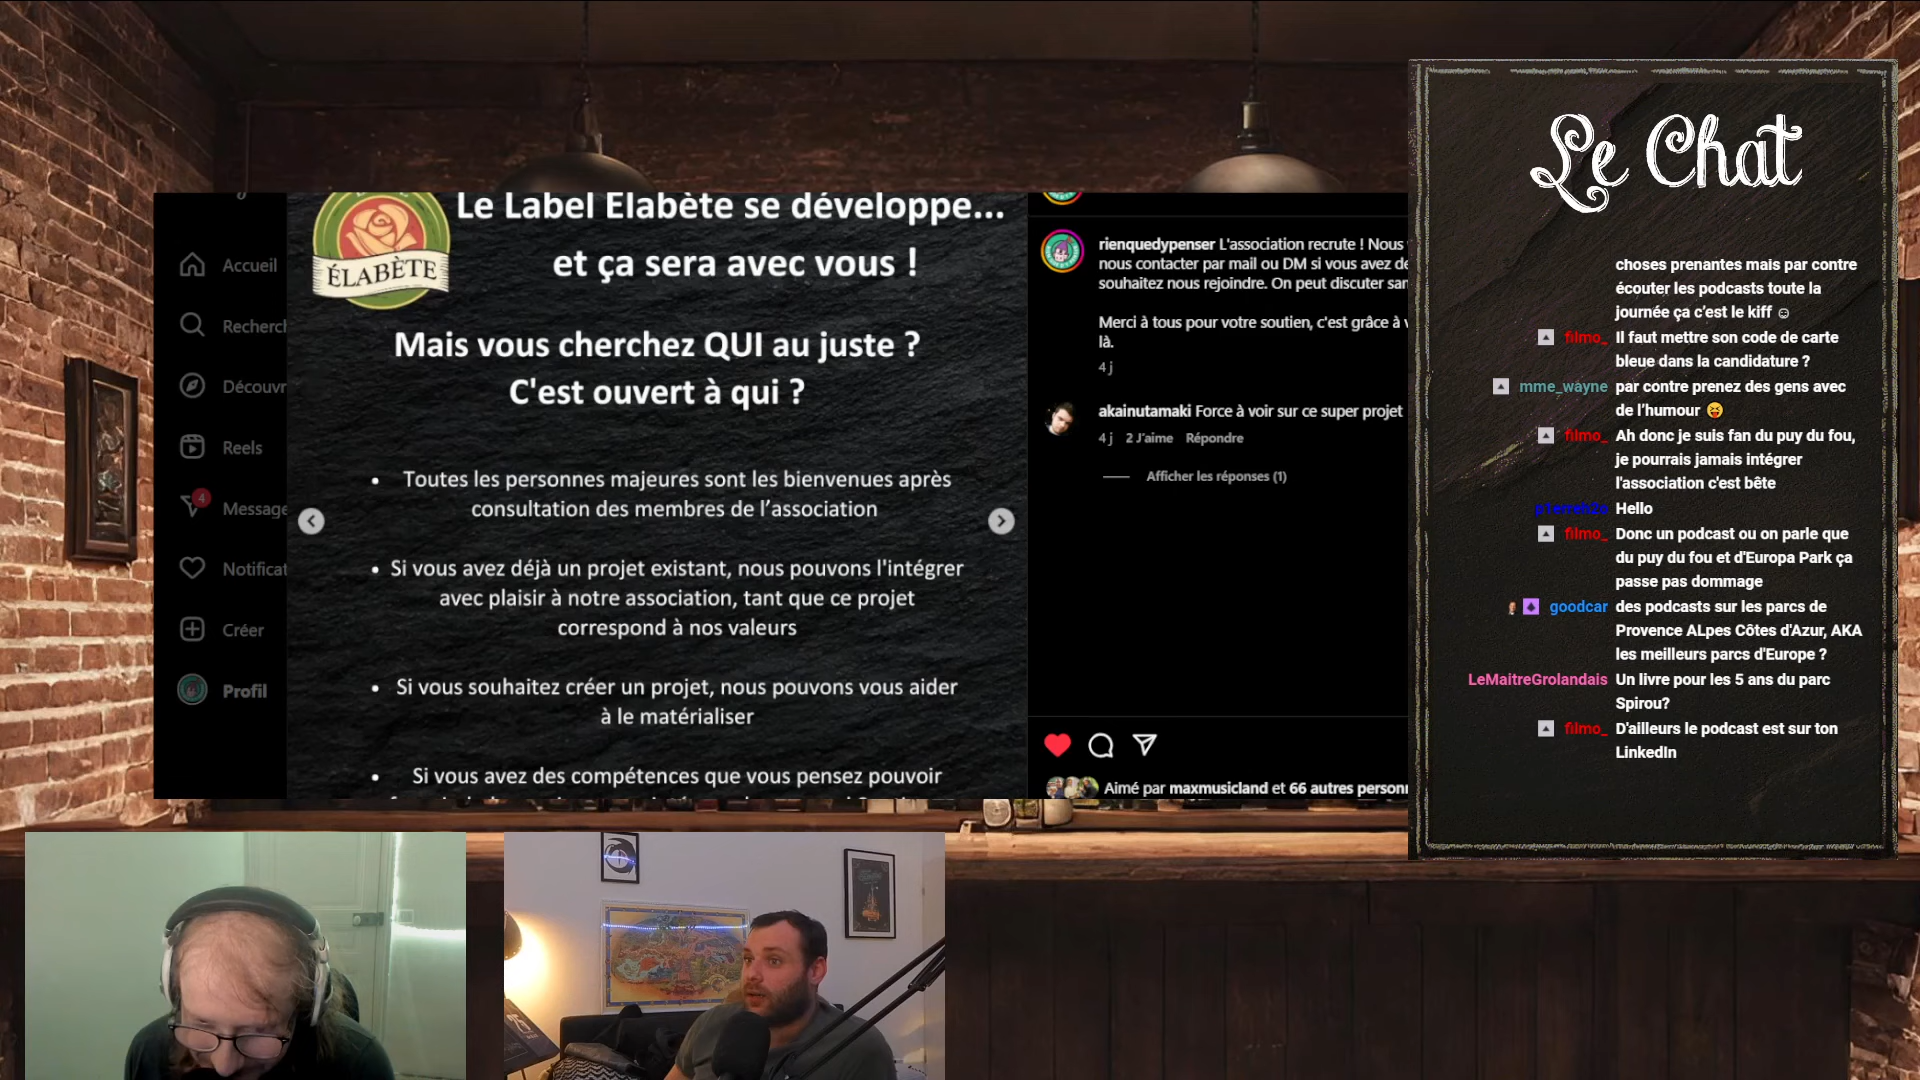 Accueil
Recherch
Découvr
Reels
4
Message
Notificat
Créer
Profil
ÉLABÈTE
Le Label Elabète se développe...
et ça sera avec vous !
Mais vous cherchez QUI au juste ?
C'est ouvert à qui ?
• Toutes les personnes majeures sont les bienvenues après
consultation des membres de l’association
• Si vous avez déjà un projet existant, nous pouvons l'intégrer
avec plaisir à notre association, tant que ce projet
correspond à nos valeurs
• Si vous souhaitez créer un projet, nous pouvons vous aider
à le matérialiser
• Si vous avez des compétences que vous pensez pouvoir
rienquedypenser L'association recrute ! Nous
nous contacter par mail ou DM si vous avez de
souhaitez nous rejoindre. On peut discuter san
Merci à tous pour votre soutien, c'est grâce à v
là.
4 j
akainutamaki Force à voir sur ce super projet
4 j 2 J'aime Répondre
Afficher les réponses (1)
Aimé par maxmusicland et 66 autres personn
Le Chat
choses prenantes mais par contre
écouter les podcasts toute la
journée ça c’est le kiff
filmo_ Il faut mettre son code de carte
bleue dans la candidature ?
mme_wayne par contre prenez des gens avec
de l’humour 😝
filmo_ Ah donc je suis fan du puy du fou,
je pourrais jamais intégrer
l'association c'est bête
p1erreh2o Hello
filmo_ Donc un podcast ou on parle que
du puy du fou et d'Europa Park ça
passe pas dommage
goodcar des podcasts sur les parcs de
Provence ALpes Côtes d'Azur, AKA
les meilleurs parcs d'Europe ?
LeMaitreGrolandais Un livre pour les 5 ans du parc
Spirou?
filmo_ D'ailleurs le podcast est sur ton
LinkedIn